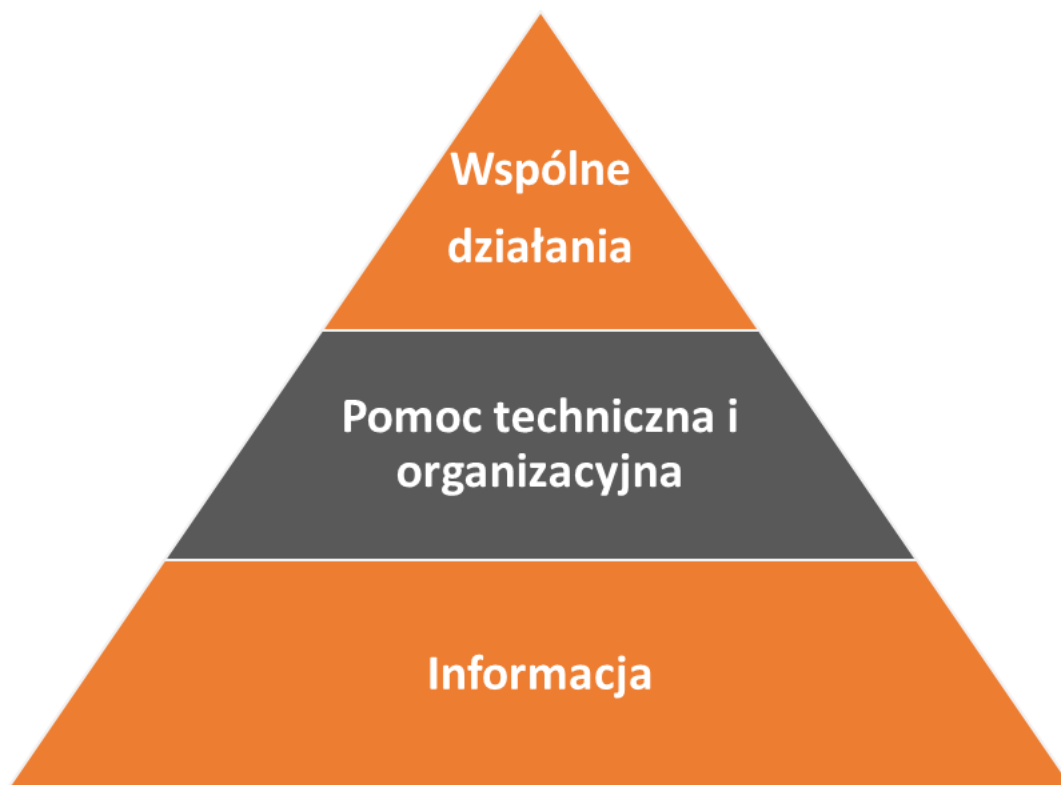 Wspólne
działania
Pomoc techniczna i
organizacyjna
Informacja